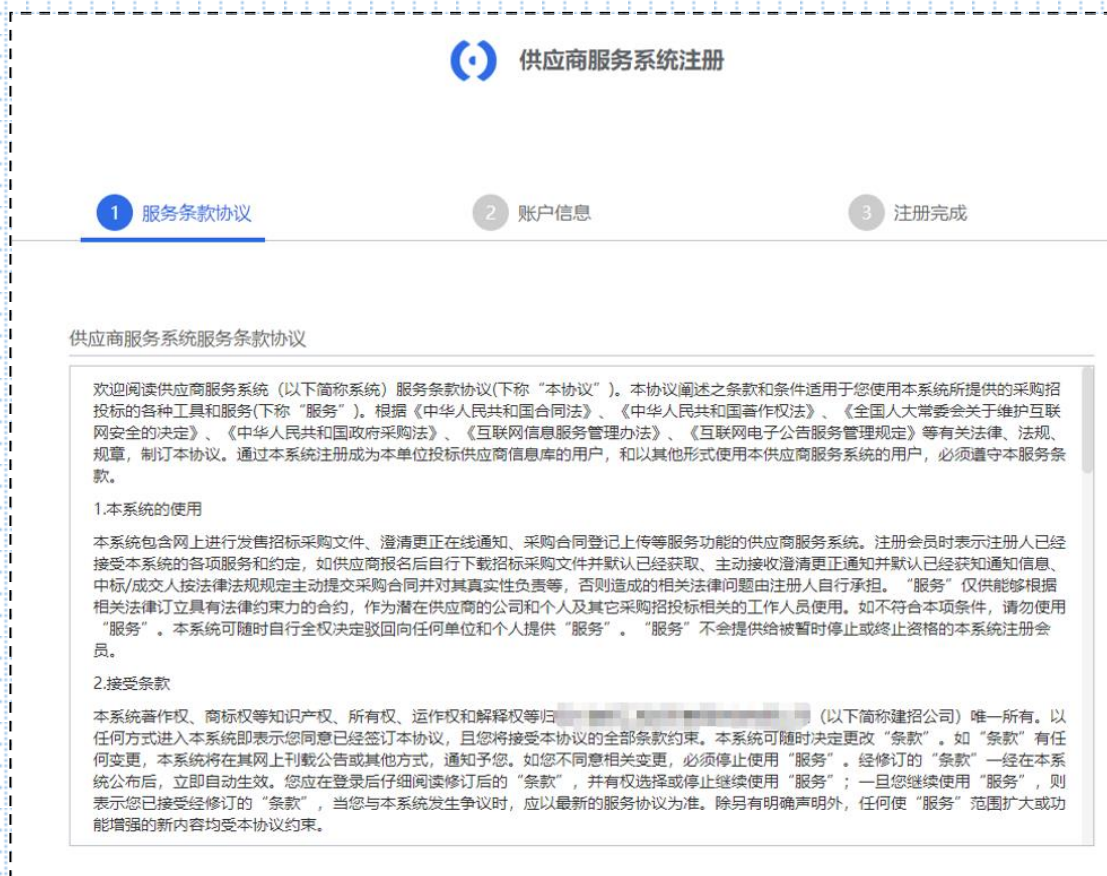 供应商服务系统注册
1 服务条款协议
2 账户信息
3 注册完成
供应商服务系统服务条款协议
欢迎阅读供应商服务系统（以下简称系统）服务条款协议(下称“本协议”)。本协议阐述之条款和条件适用于您使用本系统所提供的采购招
投标的各种工具和服务(下称“服务”)。根据《中华人民共和国合同法》、《中华人民共和国著作权法》、《全国人大常委会关于维护互联
网安全的决定》、《中华人民共和国政府采购法》、《互联网信息服务管理办法》、《互联网电子公告服务管理规定》等有关法律、法规、
规章，制订本协议。通过本系统注册成为本单位投标供应商信息库的用户，和以其他形式使用本供应商服务系统的用户，必须遵守本服务条
款。
1.本系统的使用
本系统包含网上进行发售招标采购文件、澄清更正在线通知、采购合同登记上传等服务功能的供应商服务系统。注册会员时表示注册人已经
接受本系统的各项服务和约定，如供应商报名后自行下载招标采购文件并默认已经获取、主动接收澄清更正通知并默认已经获知通知信息、
中标/成交人按法律法规规定主动提交采购合同并对其真实性负责等，否则造成的相关法律问题由注册人自行承担。“服务”仅供能够根据
相关法律订立具有法律约束力的合约，作为潜在供应商的公司和个人及其它采购招投标相关的工作人员使用。如不符合本项条件，请勿使用
“服务”。本系统可随时自行全权决定驳回向任何单位和个人提供“服务”。“服务”不会提供给被暂时停止或终止资格的本系统注册会
员。
2.接受条款
本系统著作权、商标权等知识产权、所有权、运作权和解释权等归（以下简称建招公司）唯一所有。以
任何方式进入本系统即表示您同意已经签订本协议，且您将接受本协议的全部条款约束。本系统可随时决定更改“条款”。如“条款”有任
何变更，本系统将在其网上刊载公告或其他方式，通知予您。如您不同意相关变更，必须停止使用“服务”。经修订的“条款”一经在本系
统公布后，立即自动生效。您应在登录后仔细阅读修订后的“条款”，并有权选择或停止继续使用“服务”；一旦您继续使用“服务”，则
表示您已接受经修订的“条款”，当您与本系统发生争议时，应以最新的服务协议为准。除另有明确声明外，任何使“服务”范围扩大或功
能增强的新内容均受本协议约束。